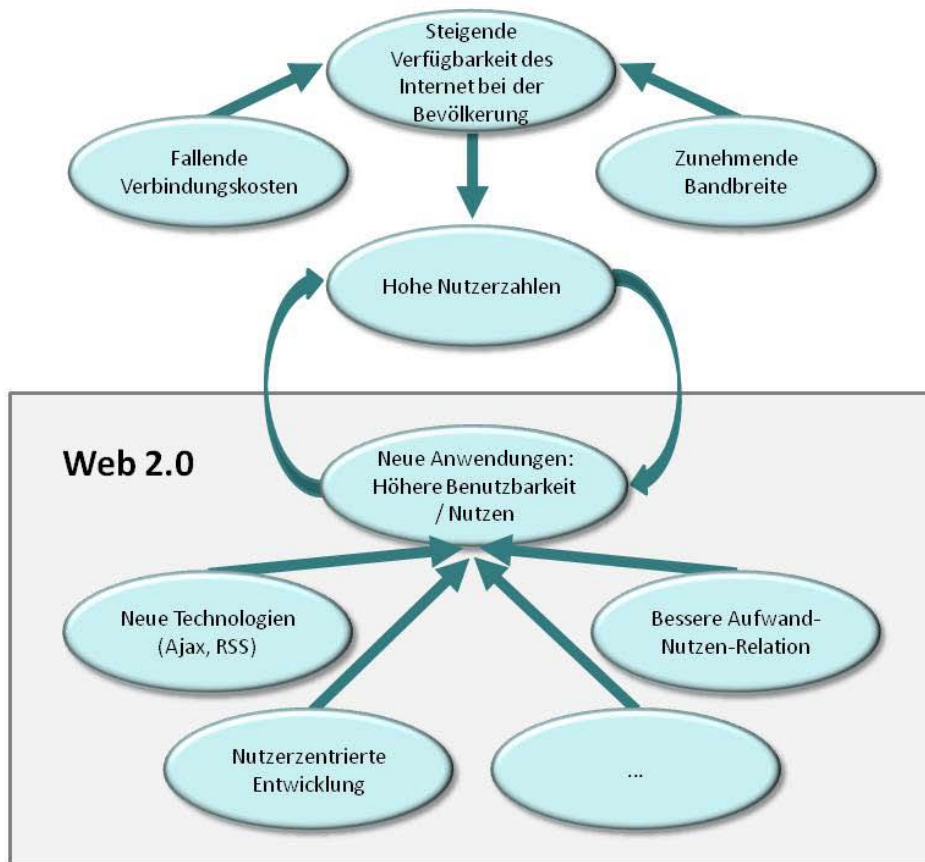 Steigende
Verfügbarkeit des
Internet bei der
Bevölkerung
Fallende
Verbindungskosten
Zunehmende
Bandbreite
Hohe Nutzerzahlen
Web 2.0
Neue Anwendungen:
Höhere Benutzbarkeit
/ Nutzen
Neue Technologien
(Ajax, RSS)
Bessere Aufwand-
Nutzen-Relation
Nutzerzentrierte
Entwicklung
...